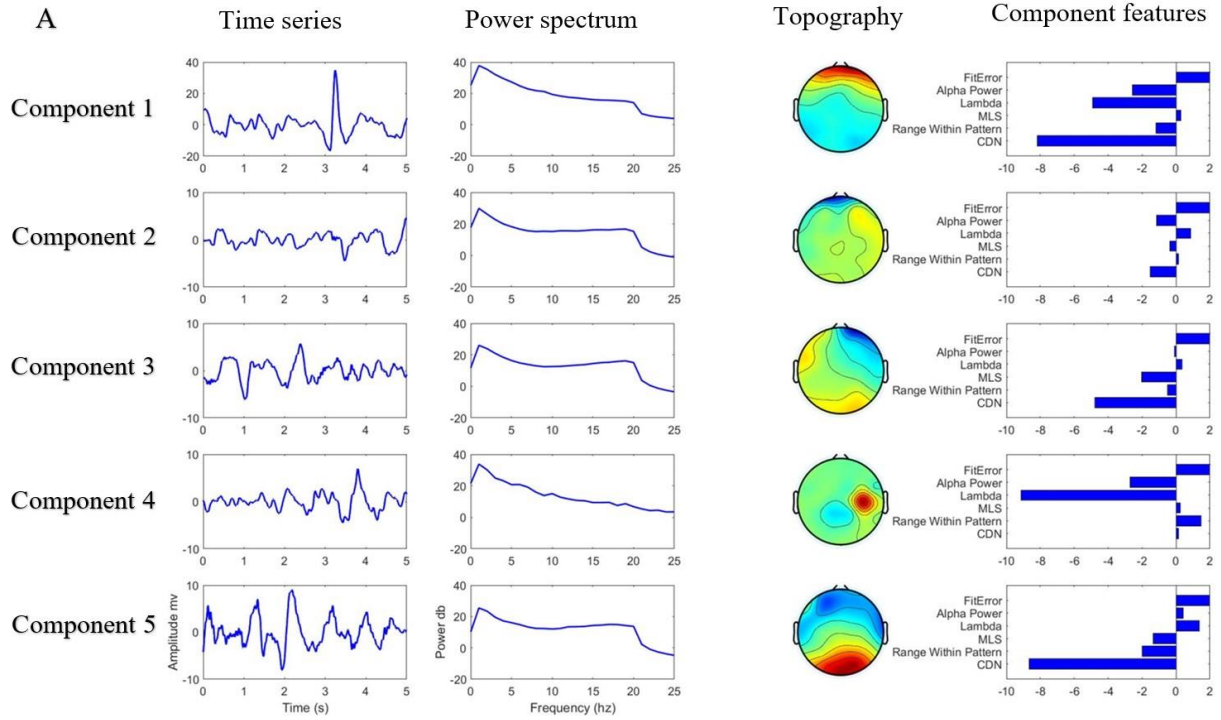 A
Time series
Power spectrum
Topography
Component features
Component 1
40
20
0
-20
0 1 2 3 4 5
40
20
0
-20
0 5 10 15 20 25
FitError
Alpha Power
Lambda
MLS
Range Within Pattern
CDN
-10 -8 -6 -4 -2 0 2
Component 2
10
0
-10
0 1 2 3 4 5
40
20
0
-20
0 5 10 15 20 25
FitError
Alpha Power
Lambda
MLS
Range Within Pattern
CDN
-10 -8 -6 -4 -2 0 2
Component 3
10
0
-10
0 1 2 3 4 5
40
20
0
-20
0 5 10 15 20 25
FitError
Alpha Power
Lambda
MLS
Range Within Pattern
CDN
-10 -8 -6 -4 -2 0 2
Component 4
10
0
-10
0 1 2 3 4 5
40
20
0
-20
0 5 10 15 20 25
FitError
Alpha Power
Lambda
MLS
Range Within Pattern
CDN
-10 -8 -6 -4 -2 0 2
Component 5
Amplitude mv
10
0
-10
0 1 2 3 4 5
Time (s)
Power db
40
20
0
-20
0 5 10 15 20 25
Frequency (hz)
FitError
Alpha Power
Lambda
MLS
Range Within Pattern
CDN
-10 -8 -6 -4 -2 0 2